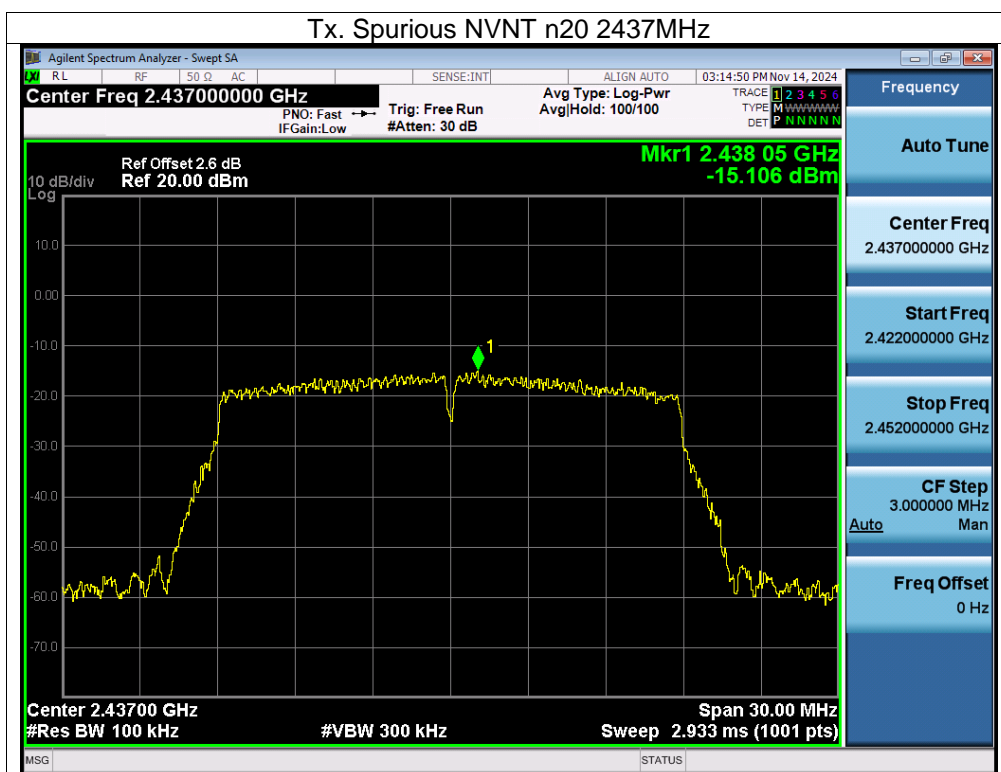 Tx. Spurious NVNT n20 2437MHz
Agilent Spectrum Analyzer - Swept SA
LXI RL RF 50 Ω AC SENSE:INT ALIGN AUTO 03:14:50 PM Nov 14, 2024
Center Freq 2.437000000 GHz
PNO: Fast
IFGain:Low
Trig: Free Run
#Atten: 30 dB
Avg Type: Log-Pwr
Avg|Hold: 100/100
TRACE 1 2 3 4 5 6
TYPE M WWWWW
DET P N N N N N
Ref Offset 2.6 dB
10 dB/div Ref 20.00 dBm
Log
Mkr1 2.438 05 GHz
-15.106 dBm
10.0
0.00
-10.0
-20.0
-30.0
-40.0
-50.0
-60.0
-70.0
1
Center 2.43700 GHz Span 30.00 MHz
#Res BW 100 kHz #VBW 300 kHz Sweep 2.933 ms (1001 pts)
MSG STATUS
Frequency
Auto Tune
Center Freq
2.437000000 GHz
Start Freq
2.422000000 GHz
Stop Freq
2.452000000 GHz
CF Step
3.000000 MHz
Auto Man
Freq Offset
0 Hz